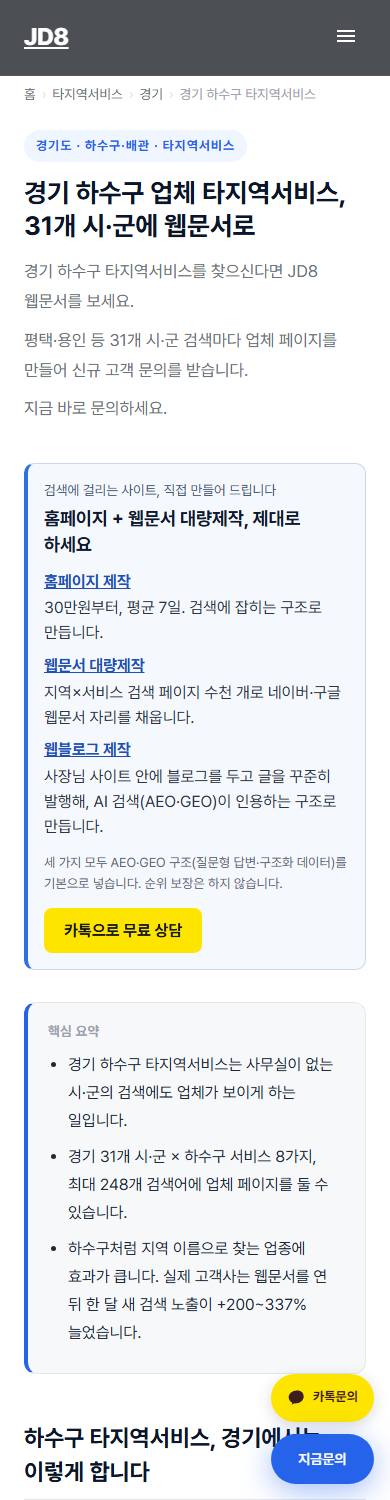 JD8
홈 › 타지역서비스 › 경기 › 경기 하수구 타지역서비스
경기도 · 하수구·배관 · 타지역서비스
경기 하수구 업체 타지역서비스,
31개 시·군에 웹문서로
경기 하수구 타지역서비스를 찾으신다면 JD8
웹문서를 보세요.
평택·용인 등 31개 시·군 검색마다 업체 페이지를
만들어 신규 고객 문의를 받습니다.
지금 바로 문의하세요.
검색에 걸리는 사이트, 직접 만들어 드립니다
홈페이지 + 웹문서 대량제작, 제대로
하세요
홈페이지 제작
30만원부터, 평균 7일. 검색에 잡히는 구조로
만듭니다.
웹문서 대량제작
지역×서비스 검색 페이지 수천 개로 네이버·구글
웹문서 자리를 채웁니다.
웹블로그 제작
사장님 사이트 안에 블로그를 두고 글을 꾸준히
발행해, AI 검색(AEO·GEO)이 인용하는 구조로
만듭니다.
세 가지 모두 AEO·GEO 구조(질문형 답변·구조화 데이터)를
기본으로 넣습니다. 순위 보장은 하지 않습니다.
카톡으로 무료 상담
핵심 요약
• 경기 하수구 타지역서비스는 사무실이 없는
시·군의 검색에도 업체가 보이게 하는
일입니다.
• 경기 31개 시·군 × 하수구 서비스 8가지,
최대 248개 검색어에 업체 페이지를 둘 수
있습니다.
• 하수구처럼 지역 이름으로 찾는 업종에
효과가 큽니다. 실제 고객사는 웹문서를 연
뒤 한 달 새 검색 노출이 +200~337%
늘었습니다.
카톡문의
하수구 타지역서비스, 경기에서는
이렇게 합니다
지금문의